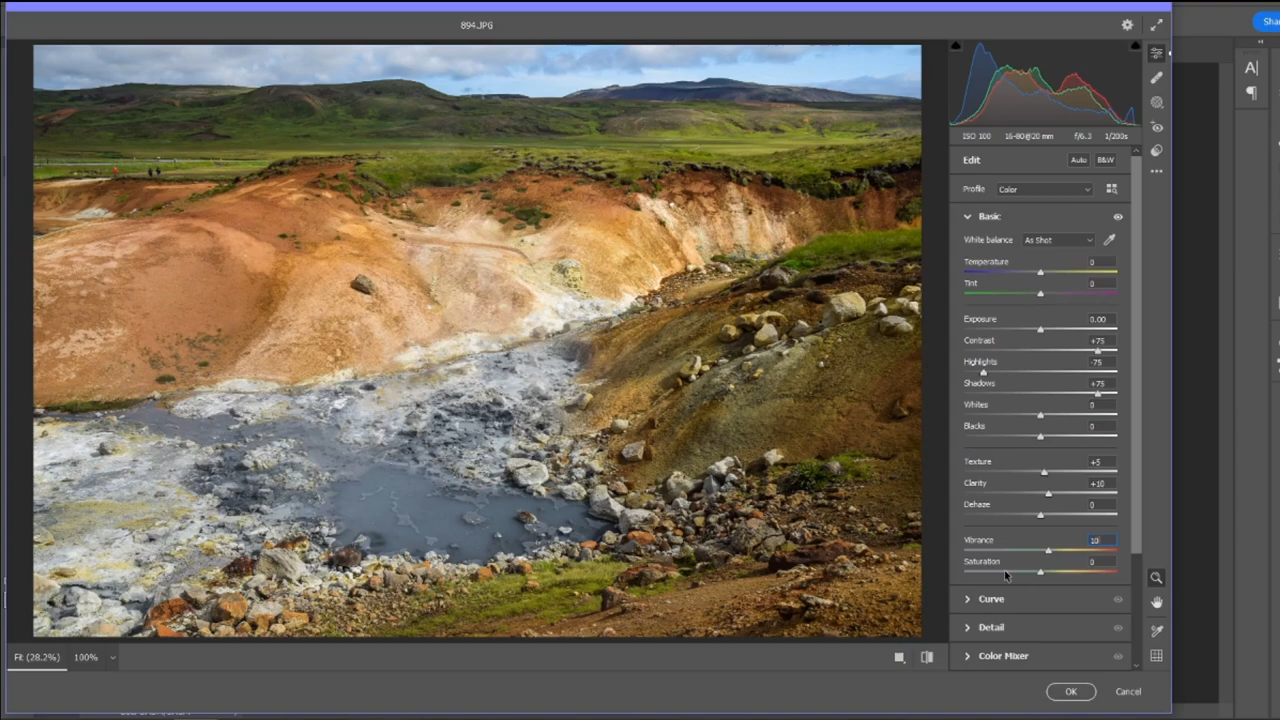 894.JPG
Sha
A|
ISO 100 16-80@20 mm f/6.3 1/200s
Edit Auto B&W
Profile Color
Basic
White balance As Shot
Temperature 0
Tint 0
Exposure 0.00
Contrast +75
Highlights -75
Shadows +75
Whites 0
Blacks 0
Texture +5
Clarity +10
Dehaze 0
Vibrance 10
Saturation 0
Curve
Detail
Color Mixer
Fit (28.2%) 100%
OK Cancel